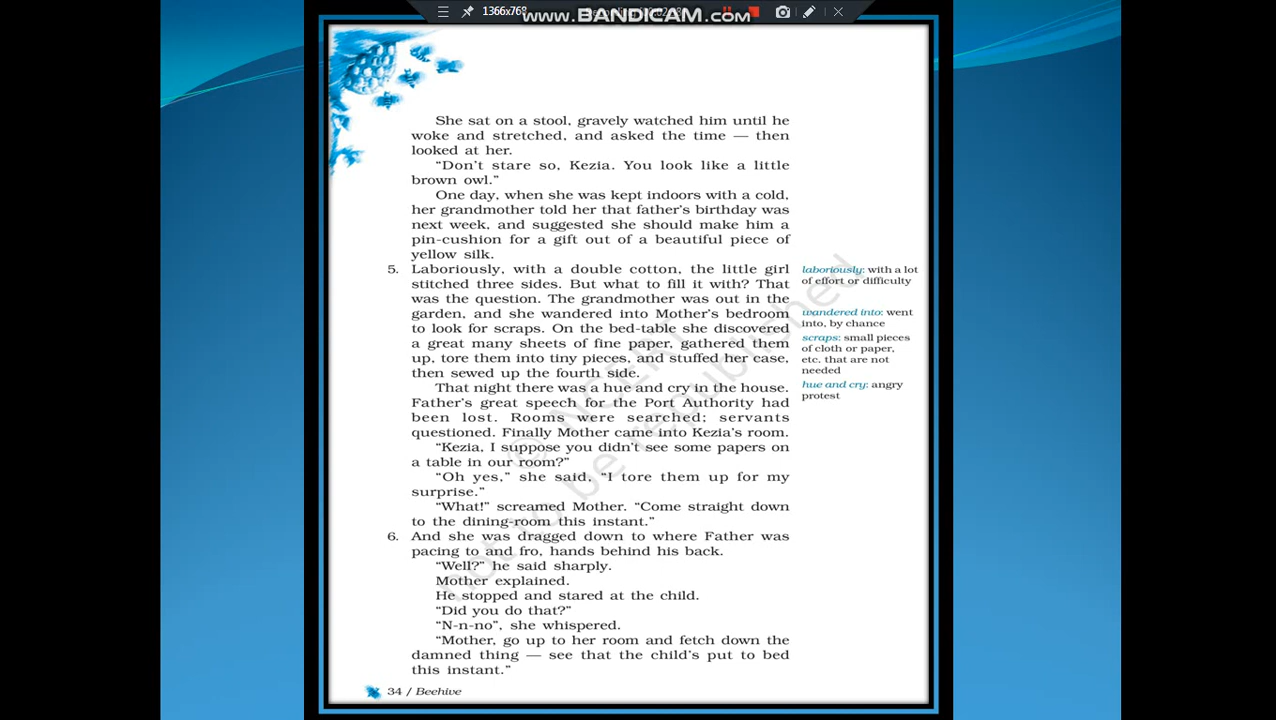 1366x768
www.BANDICAM.com
She sat on a stool, gravely watched him until he
woke and stretched, and asked the time — then
looked at her.
“Don't stare so, Kezia. You look like a little
brown owl.”
One day, when she was kept indoors with a cold,
her grandmother told her that father's birthday was
next week, and suggested she should make him a
pin-cushion for a gift out of a beautiful piece of
yellow silk.
5. Laboriously, with a double cotton, the little girl
stitched three sides. But what to fill it with? That
was the question. The grandmother was out in the
garden, and she wandered into Mother's bedroom
to look for scraps. On the bed-table she discovered
a great many sheets of fine paper, gathered them
up, tore them into tiny pieces, and stuffed her case,
then sewed up the fourth side.
laboriously: with a lot
of effort or difficulty
wandered into: went
into, by chance
scraps: small pieces
of cloth or paper,
etc. that are not
needed
hue and cry: angry
protest
That night there was a hue and cry in the house.
Father's great speech for the Port Authority had
been lost. Rooms were searched; servants
questioned. Finally Mother came into Kezia's room.
“Kezia, I suppose you didn't see some papers on
a table in our room?”
“Oh yes,” she said, “I tore them up for my
surprise.”
“What!” screamed Mother. “Come straight down
to the dining-room this instant.”
6. And she was dragged down to where Father was
pacing to and fro, hands behind his back.
“Well?” he said sharply.
Mother explained.
He stopped and stared at the child.
“Did you do that?”
“N-n-no”, she whispered.
“Mother, go up to her room and fetch down the
damned thing — see that the child's put to bed
this instant.”
34 / Beehive
© NCERT
not to be republished